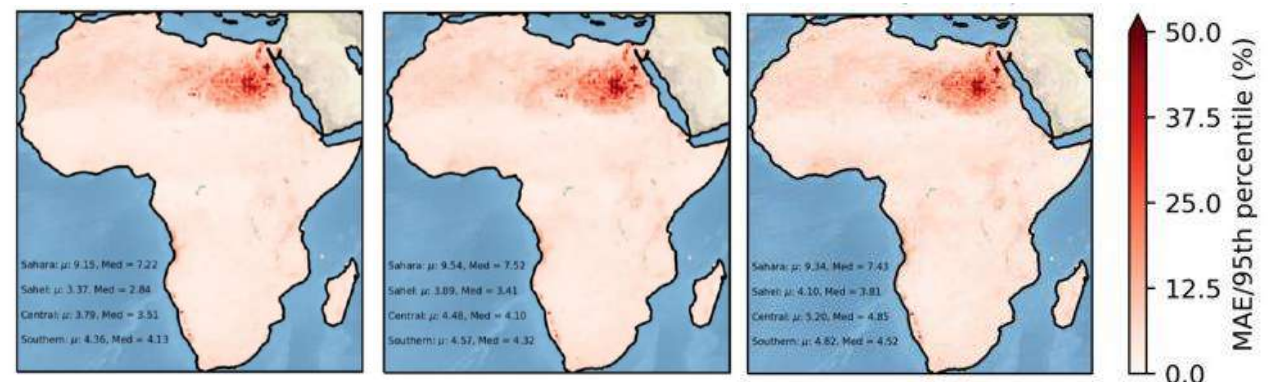 Sahara: μ: 9.15, Med = 7.22
Sahel: μ: 3.37, Med = 2.84
Central: μ: 3.79, Med = 3.51
Southern: μ: 4.36, Med = 4.13
Sahara: μ: 9.54, Med = 7.52
Sahel: μ: 3.89, Med = 3.41
Central: μ: 4.48, Med = 4.10
Southern: μ: 4.57, Med = 4.32
Sahara: μ: 9.34, Med = 7.43
Sahel: μ: 4.10, Med = 3.81
Central: μ: 5.20, Med = 4.85
Southern: μ: 4.82, Med = 4.52
50.0
37.5
25.0
12.5
0.0
MAE/95th percentile (%)